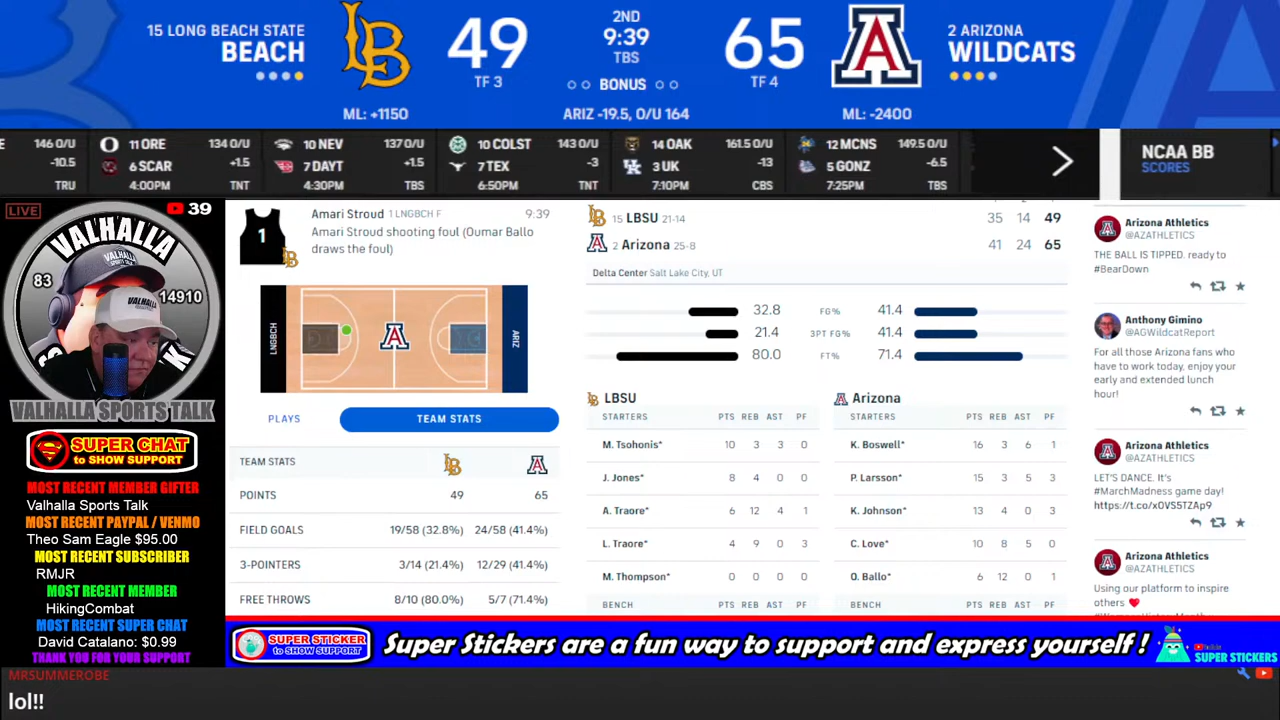 15 LONG BEACH STATE
BEACH
49
TF 3
2ND
9:39
TBS
BONUS
65
TF 4
2 ARIZONA
WILDCATS
ML: +1150
ARIZ -19.5, O/U 164
ML: -2400
E 146 O/U
-10.5
TRU
11 ORE 134 O/U
6 SCAR +1.5
4:00PM TNT
10 NEV 137 O/U
7 DAYT +1.5
4:30PM TBS
10 COLST 143 O/U
7 TEX -3
6:50PM TNT
14 OAK 161.5 O/U
3 UK -13
7:10PM CBS
12 MCNS 149.5 O/U
5 GONZ -6.5
7:25PM TBS
NCAA BB
SCORES
LIVE
39
VALHALLA
83
14910
VALHALLA SPORTS TALK
SUPER CHAT
to SHOW SUPPORT
MOST RECENT MEMBER GIFTER
Valhalla Sports Talk
MOST RECENT PAYPAL / VENMO
Theo Sam Eagle $95.00
MOST RECENT SUBSCRIBER
RMJR
MOST RECENT MEMBER
HikingCombat
MOST RECENT SUPER CHAT
David Catalano: $0.99
THANK YOU FOR YOUR SUPPORT
1
Amari Stroud 1 LNGBCH F 9:39
Amari Stroud shooting foul (Oumar Ballo
draws the foul)
LNGBCH
ARIZ
PLAYS
TEAM STATS
TEAM STATS
POINTS 49 65
FIELD GOALS 19/58 (32.8%) 24/58 (41.4%)
3-POINTERS 3/14 (21.4%) 12/29 (41.4%)
FREE THROWS 8/10 (80.0%) 5/7 (71.4%)
15 LBSU 21-14 35 14 49
2 Arizona 25-8 41 24 65
Delta Center Salt Lake City, UT
32.8 FG% 41.4
21.4 3PT FG% 41.4
80.0 FT% 71.4
LBSU
STARTERS PTS REB AST PF
M. Tsohonis* 10 3 3 0
J. Jones* 8 4 0 0
A. Traore* 6 12 4 1
L. Traore* 4 9 0 3
M. Thompson* 0 0 0 0
BENCH PTS REB AST PF
Arizona
STARTERS PTS REB AST PF
K. Boswell* 16 3 6 1
P. Larsson* 15 3 5 3
K. Johnson* 13 4 0 3
C. Love* 10 8 5 0
O. Ballo* 6 12 0 1
BENCH PTS REB AST PF
Arizona Athletics
@AZATHLETICS
THE BALL IS TIPPED. ready to
#BearDown
Anthony Gimino
@AGWildcatReport
For all those Arizona fans who
have to work today, enjoy your
early and extended lunch
hour!
Arizona Athletics
@AZATHLETICS
LET'S DANCE. It's
#MarchMadness game day!
https://t.co/xOVS5TZAp9
Arizona Athletics
@AZATHLETICS
Using our platform to inspire
others
SUPER STICKER
to SHOW SUPPORT
Super Stickers are a fun way to support and express yourself !
SUPER STICKERS
MRSUMMEROBE
lol!!